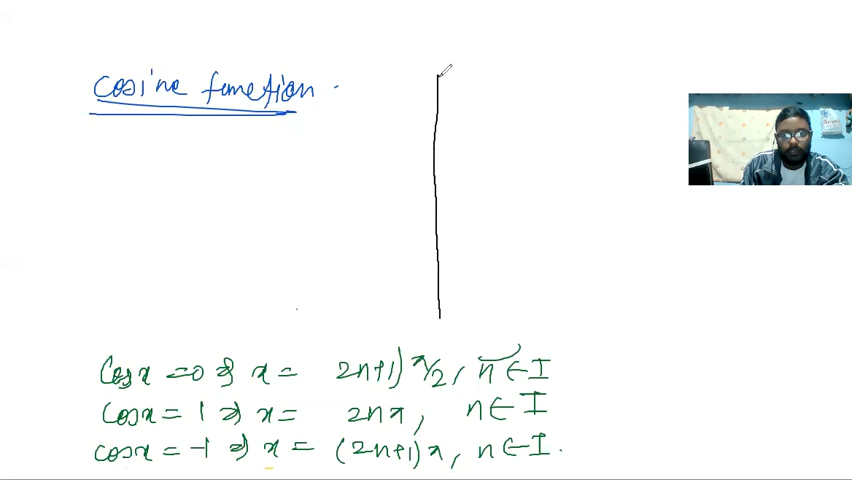 cosine function
Cosx = 0 ⇒ x = 2n+1) π/2, n ∈ I
Cosx = 1 ⇒ x = 2nπ, n ∈ I
cosx = -1 ⇒ x = (2n+1) π, n ∈ I.